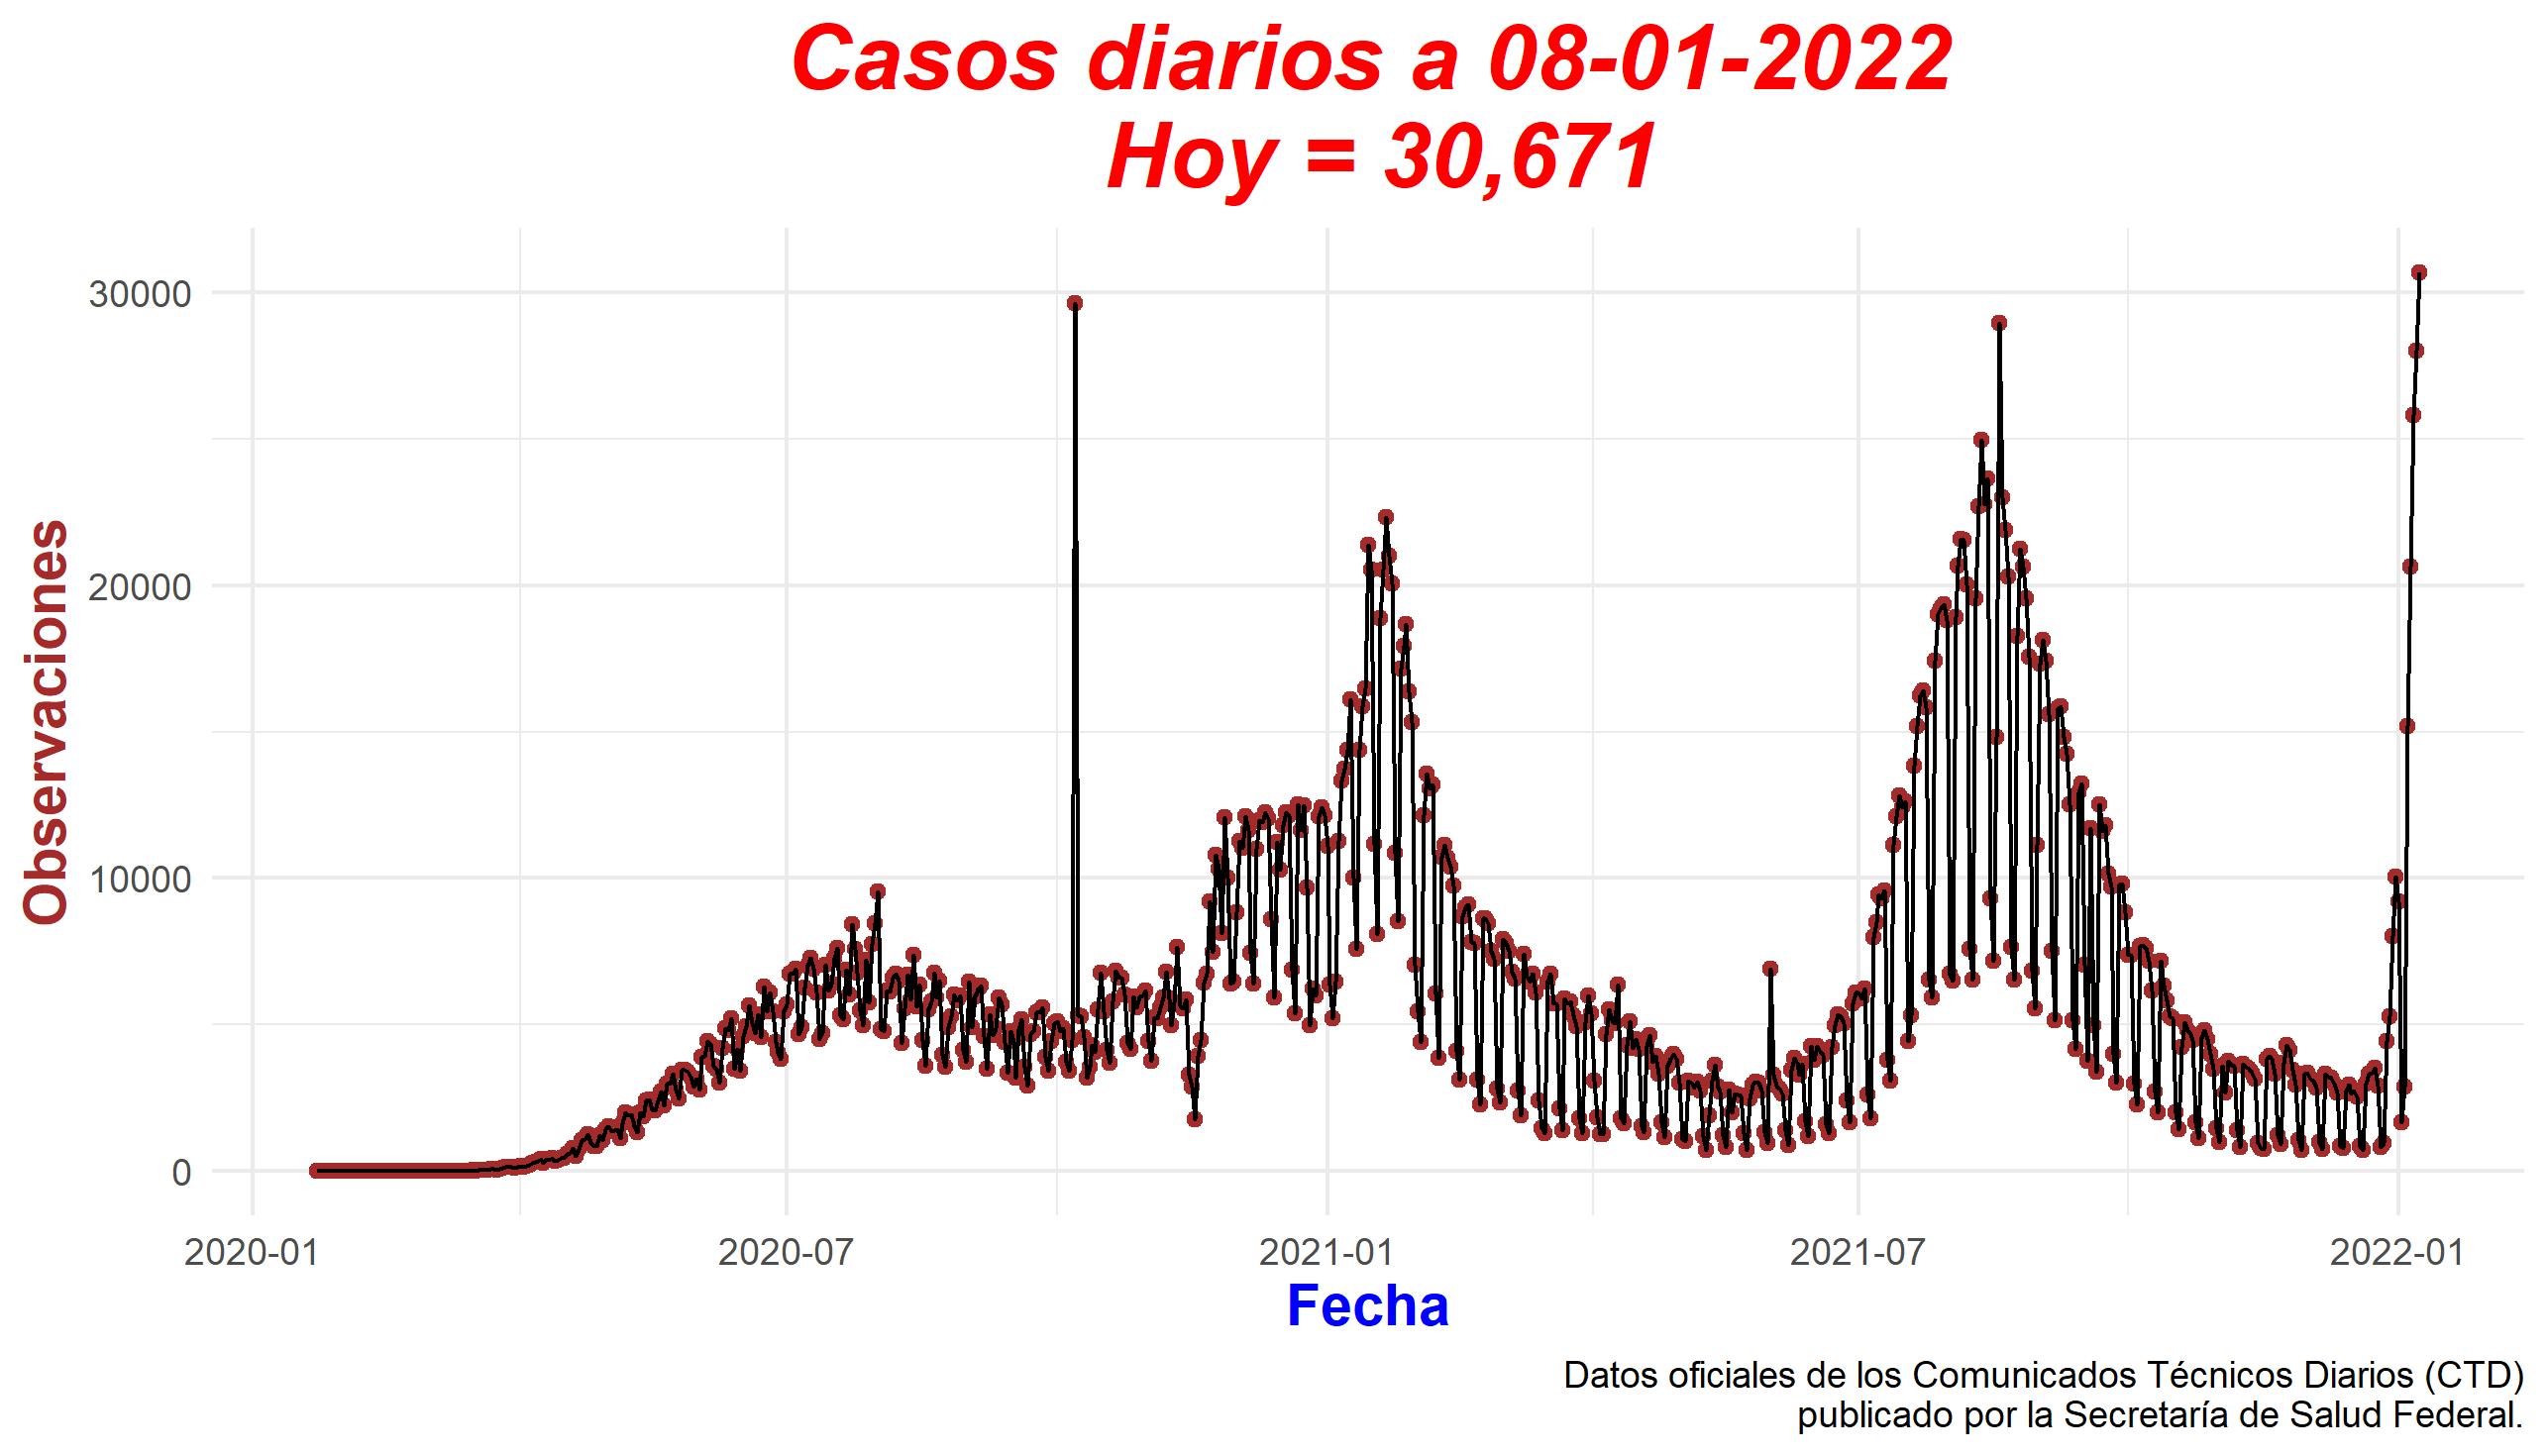 Casos diarios a 08-01-2022
Hoy = 30,671
Observaciones
30000
20000
10000
0
2020-01
2020-07
2021-01
2021-07
2022-01
Fecha
Datos oficiales de los Comunicados Técnicos Diarios (CTD)
publicado por la Secretaría de Salud Federal.